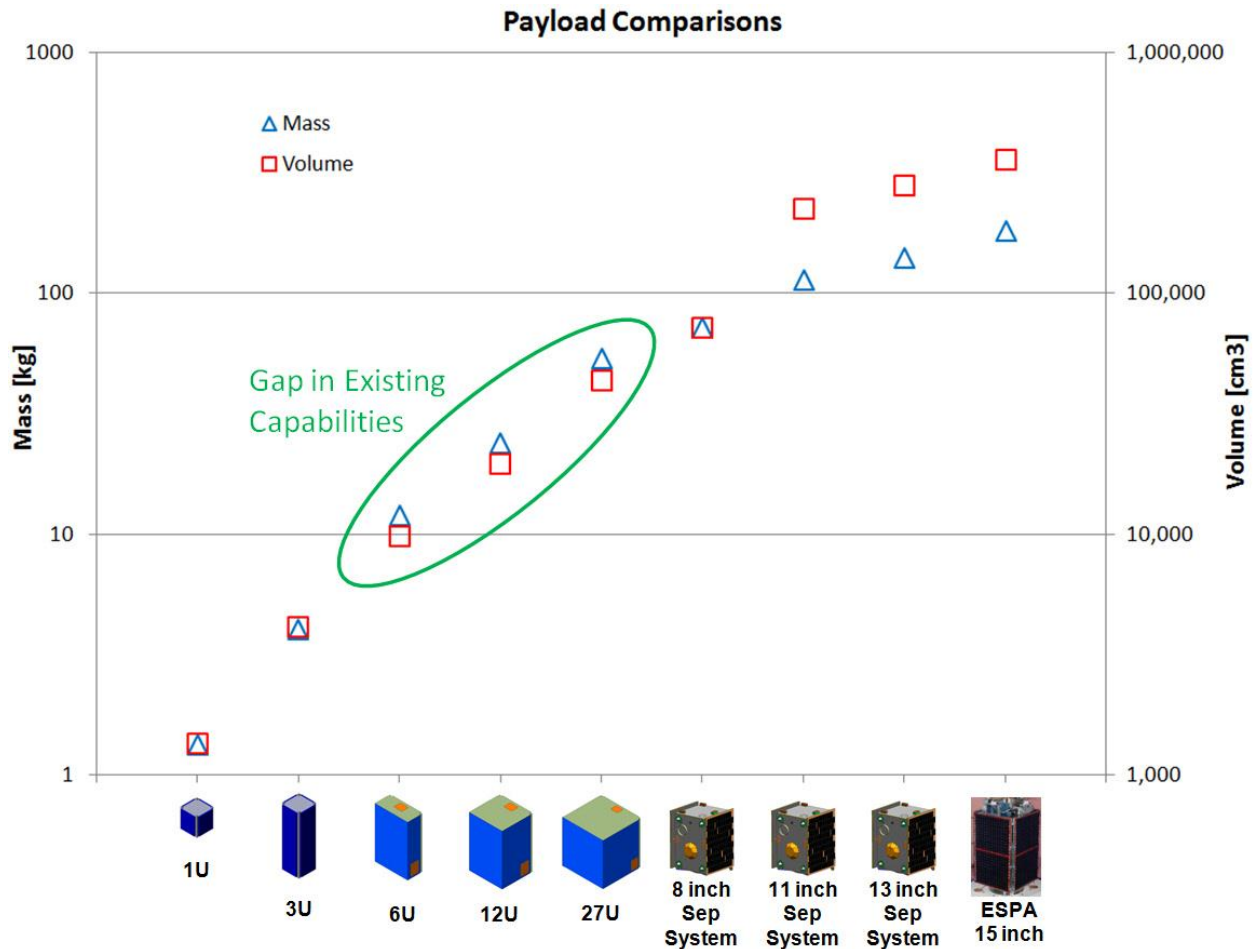 Payload Comparisons
1000
1,000,000
Mass
Volume
100
100,000
Gap in Existing
Capabilities
Mass [kg]
Volume [cm3]
10
10,000
1
1,000
1U
3U
6U
12U
27U
8 inch
Sep
System
11 inch
Sep
System
13 inch
Sep
System
ESPA
15 inch